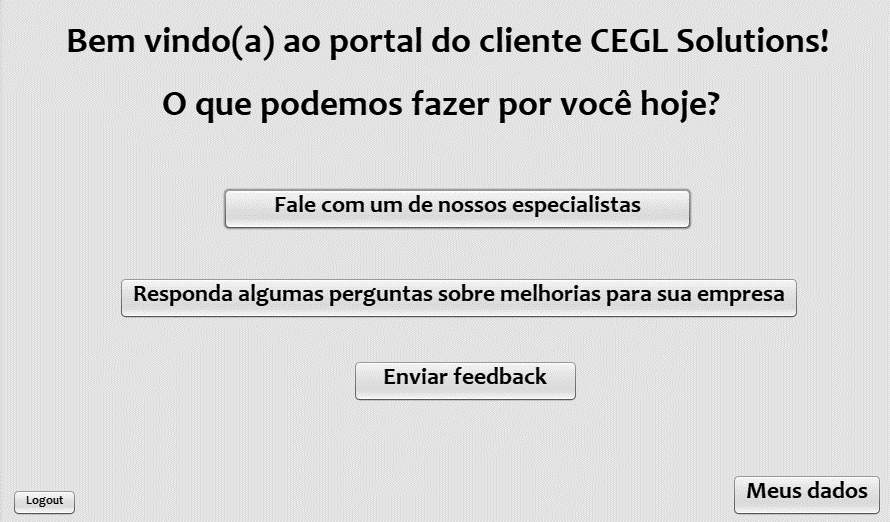 Bem vindo(a) ao portal do cliente CEGL Solutions!
O que podemos fazer por você hoje?
Fale com um de nossos especialistas
Responda algumas perguntas sobre melhorias para sua empresa
Enviar feedback
Logout
Meus dados